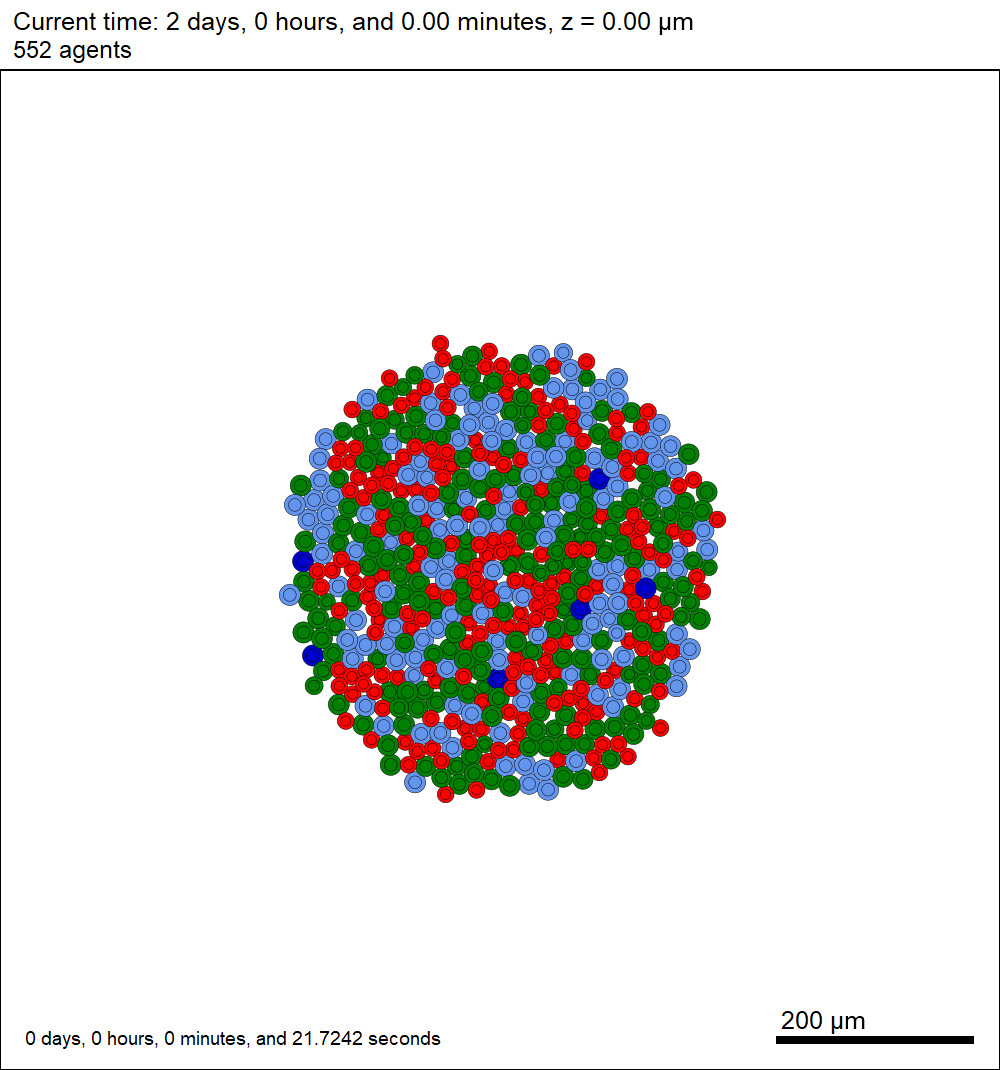 Current time: 2 days, 0 hours, and 0.00 minutes, z = 0.00 µm
552 agents
200 µm
0 days, 0 hours, 0 minutes, and 21.7242 seconds